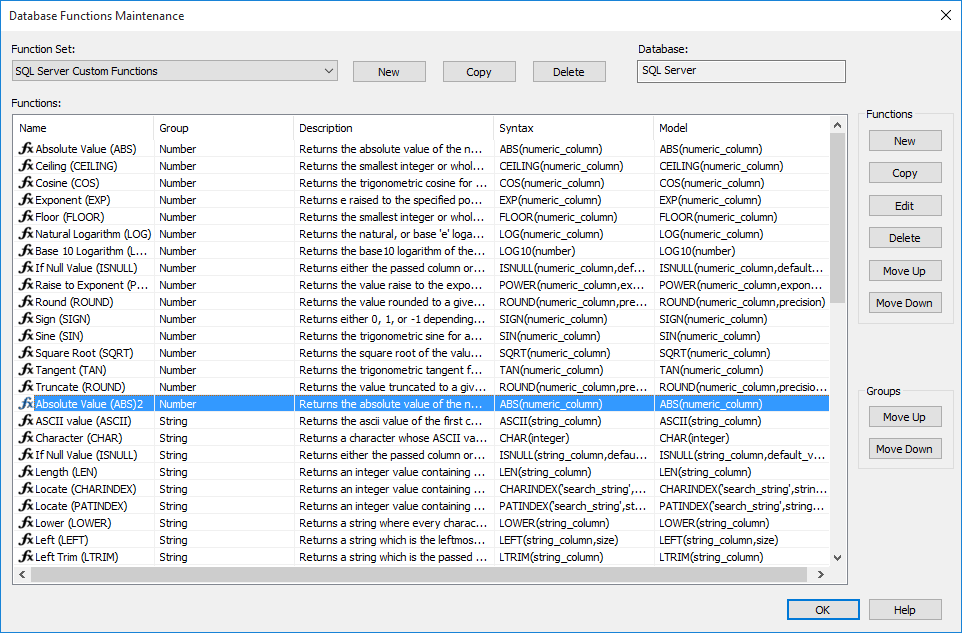 Database Functions Maintenance
Function Set:
Database:
SQL Server Custom Functions
New
Copy
Delete
SQL Server
Functions:
Name Group Description Syntax Model
Absolute Value (ABS) Number Returns the absolute value of the n... ABS(numeric_column) ABS(numeric_column)
Ceiling (CEILING) Number Returns the smallest integer or whol... CEILING(numeric_column) CEILING(numeric_column)
Cosine (COS) Number Returns the trigonometric cosine for ... COS(numeric_column) COS(numeric_column)
Exponent (EXP) Number Returns e raised to the specified po... EXP(numeric_column) EXP(numeric_column)
Floor (FLOOR) Number Returns the smallest integer or whol... FLOOR(numeric_column) FLOOR(numeric_column)
Natural Logarithm (LOG) Number Returns the natural, or base 'e' loga... LOG(numeric_column) LOG(numeric_column)
Base 10 Logarithm (L... Number Returns the base10 logarithm of the... LOG10(number) LOG10(number)
If Null Value (ISNULL) Number Returns either the passed column or... ISNULL(numeric_column,def... ISNULL(numeric_column,default...
Raise to Exponent (P... Number Returns the value raise to the expo... POWER(numeric_column,ex... POWER(numeric_column,expon...
Round (ROUND) Number Returns the value rounded to a give... ROUND(numeric_column,pre... ROUND(numeric_column,precision)
Sign (SIGN) Number Returns either 0, 1, or -1 depending... SIGN(numeric_column) SIGN(numeric_column)
Sine (SIN) Number Returns the trigonometric sine for a... SIN(numeric_column) SIN(numeric_column)
Square Root (SQRT) Number Returns the square root of the valu... SQRT(numeric_column) SQRT(numeric_column)
Tangent (TAN) Number Returns the trigonometric tangent f... TAN(numeric_column) TAN(numeric_column)
Truncate (ROUND) Number Returns the value truncated to a giv... ROUND(numeric_column,pre... ROUND(numeric_column,precisio...
Absolute Value (ABS)2 Number Returns the absolute value of the n... ABS(numeric_column) ABS(numeric_column)
ASCII value (ASCII) String Returns the ascii value of the first c... ASCII(string_column) ASCII(string_column)
Character (CHAR) String Returns a character whose ASCII va... CHAR(integer) CHAR(integer)
If Null Value (ISNULL) String Returns either the passed column or... ISNULL(string_column,defau... ISNULL(string_column,default_v...
Length (LEN) String Returns an integer value containing ... LEN(string_column) LEN(string_column)
Locate (CHARINDEX) String Returns an integer value containing ... CHARINDEX('search_string',... CHARINDEX('search_string',strin...
Locate (PATINDEX) String Returns an integer value containing ... PATINDEX('search_string',st... PATINDEX('search_string',string...
Lower (LOWER) String Returns a string where every charac... LOWER(string_column) LOWER(string_column)
Left (LEFT) String Returns a string which is the leftmos... LEFT(string_column,size) LEFT(string_column,size)
Left Trim (LTRIM) String Returns a string which is the passed ... LTRIM(string_column) LTRIM(string_column)
Functions
New
Copy
Edit
Delete
Move Up
Move Down
Groups
Move Up
Move Down
OK
Help